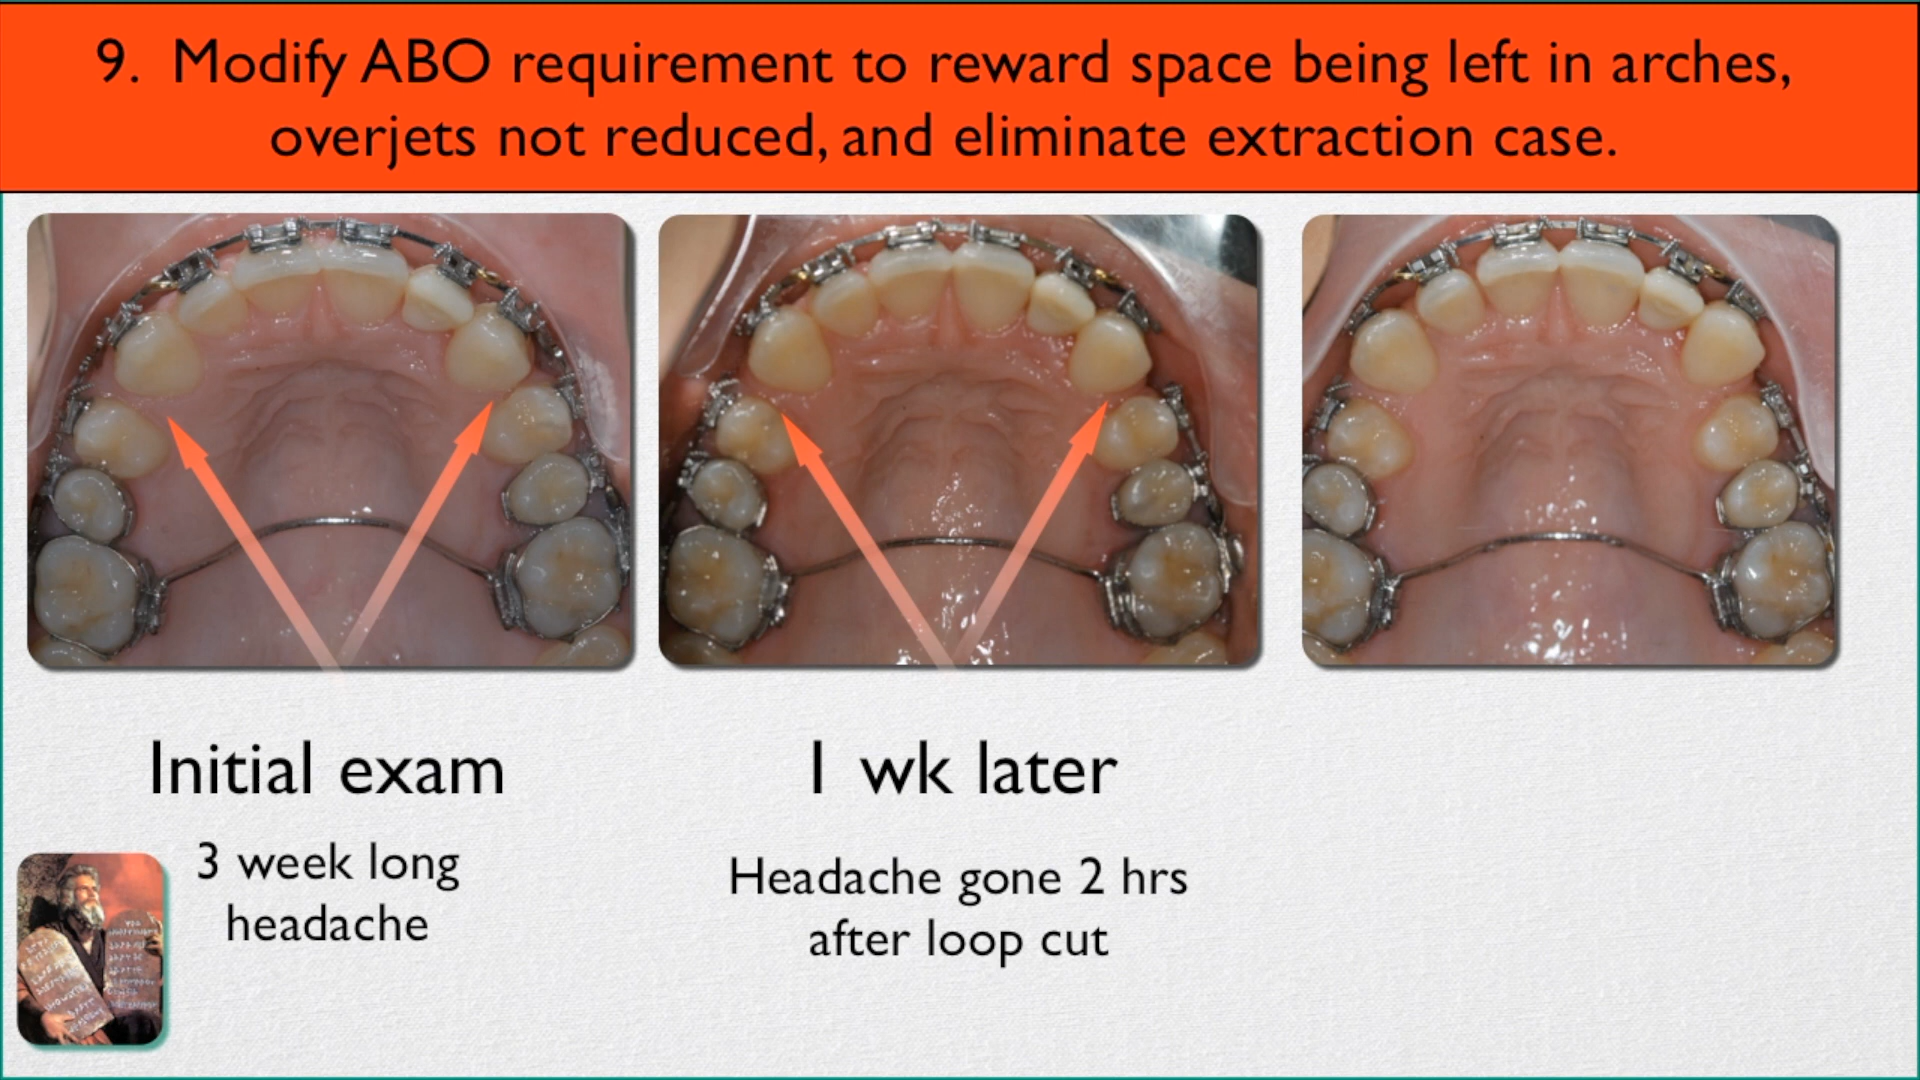 9. Modify ABO requirement to reward space being left in arches,
overjets not reduced, and eliminate extraction case.
Initial exam
3 week long
headache
1 wk later
Headache gone 2 hrs
after loop cut